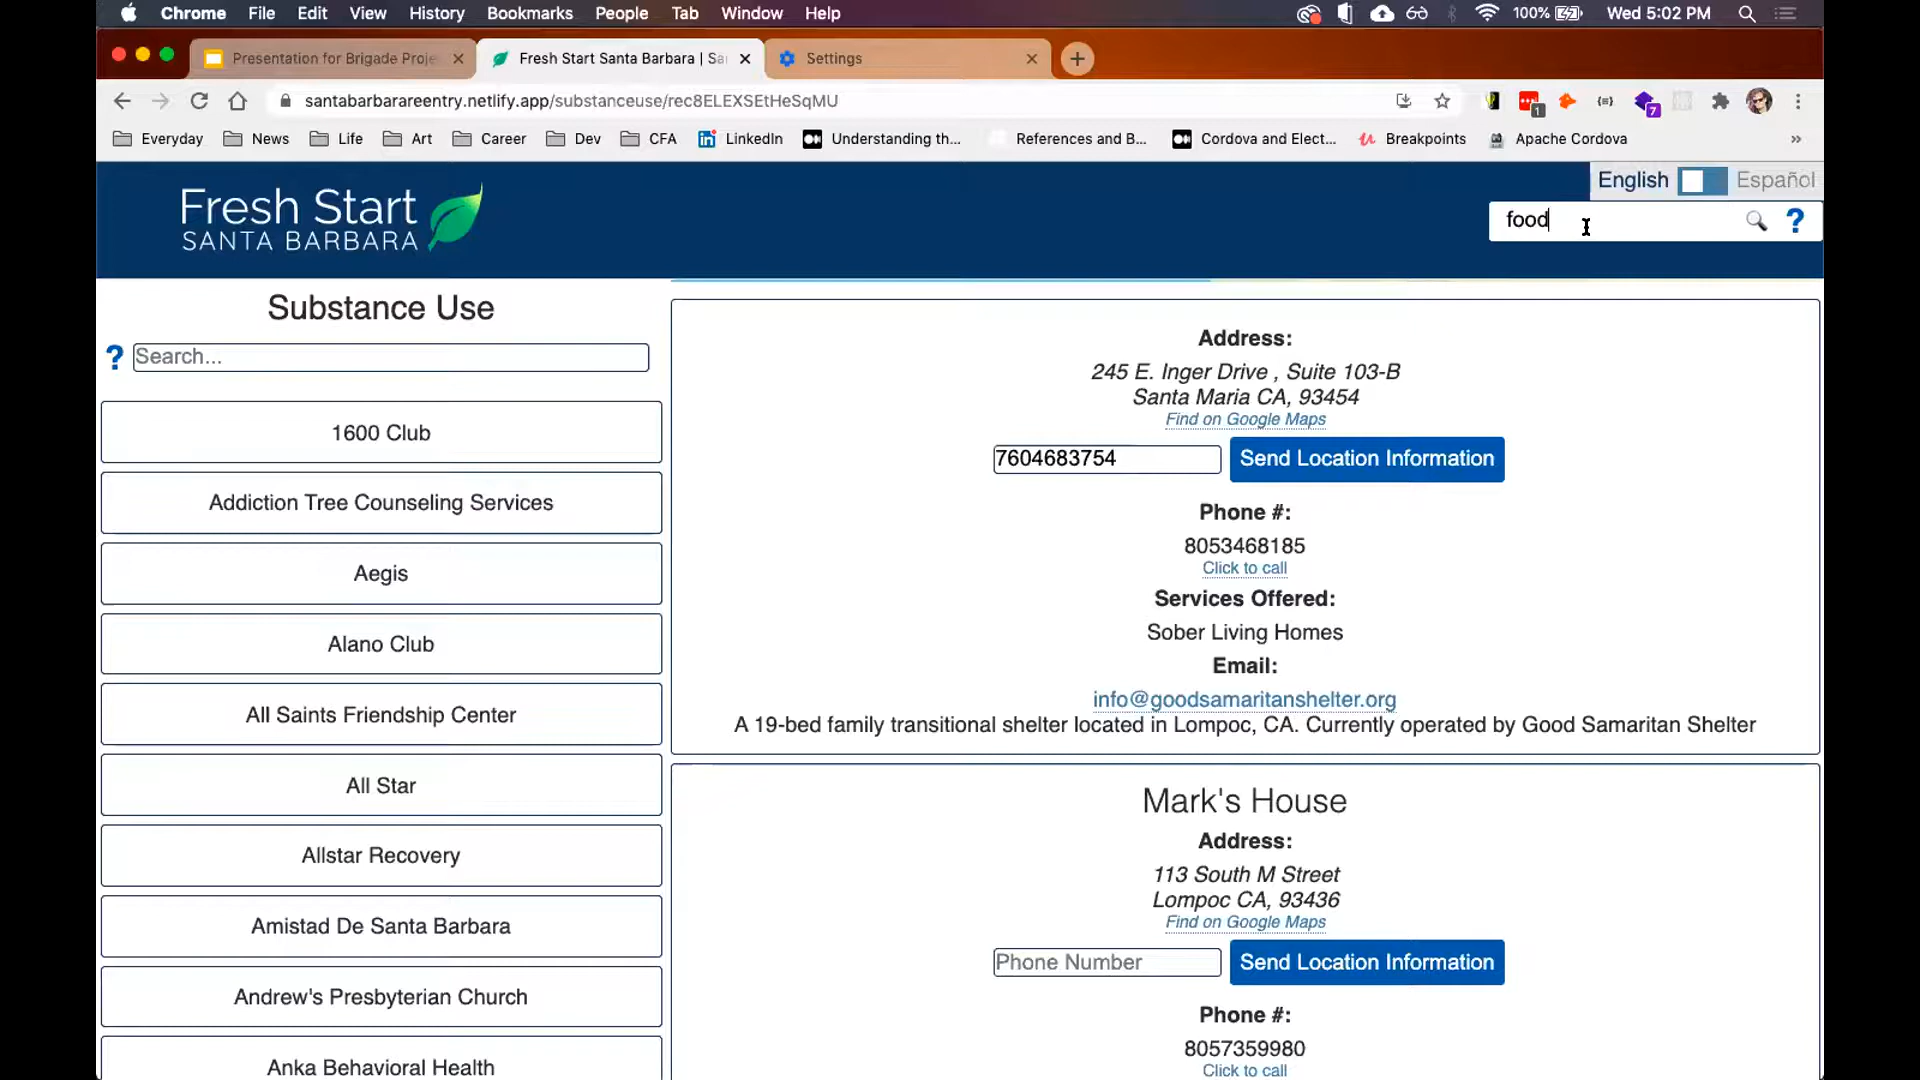 Chrome File Edit View History Bookmarks People Tab Window Help 100% Wed 5:02 PM
Presentation for Brigade Proje Fresh Start Santa Barbara | Sa Settings
santabarbarareentry.netlify.app/substanceuse/rec8ELEXSEtHeSqMU 1 7
Everyday News Life Art Career Dev CFA LinkedIn Understanding th... References and B... Cordova and Elect... Breakpoints Apache Cordova »
English Español
Fresh Start
SANTA BARBARA
food ?
Substance Use
? Search...
1600 Club
Addiction Tree Counseling Services
Aegis
Alano Club
All Saints Friendship Center
All Star
Allstar Recovery
Amistad De Santa Barbara
Andrew's Presbyterian Church
Anka Behavioral Health
Address:
245 E. Inger Drive , Suite 103-B
Santa Maria CA, 93454
Find on Google Maps
7604683754 Send Location Information
Phone #:
8053468185
Click to call
Services Offered:
Sober Living Homes
Email:
info@goodsamaritanshelter.org
A 19-bed family transitional shelter located in Lompoc, CA. Currently operated by Good Samaritan Shelter
Mark's House
Address:
113 South M Street
Lompoc CA, 93436
Find on Google Maps
Phone Number Send Location Information
Phone #:
8057359980
Click to call